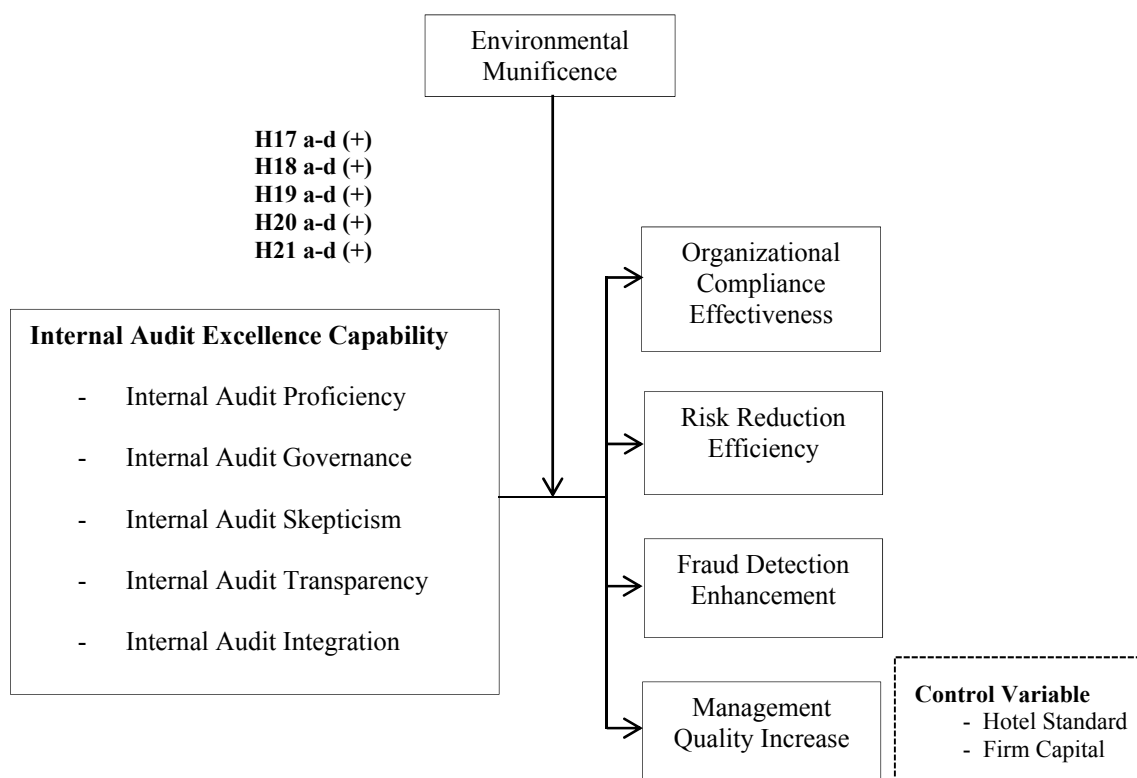 Environmental
Munificence
H17 a-d (+)
H18 a-d (+)
H19 a-d (+)
H20 a-d (+)
H21 a-d (+)
Organizational
Compliance
Effectiveness
Internal Audit Excellence Capability
- Internal Audit Proficiency
- Internal Audit Governance
- Internal Audit Skepticism
- Internal Audit Transparency
- Internal Audit Integration
Risk Reduction
Efficiency
Fraud Detection
Enhancement
Management
Quality Increase
Control Variable
- Hotel Standard
- Firm Capital